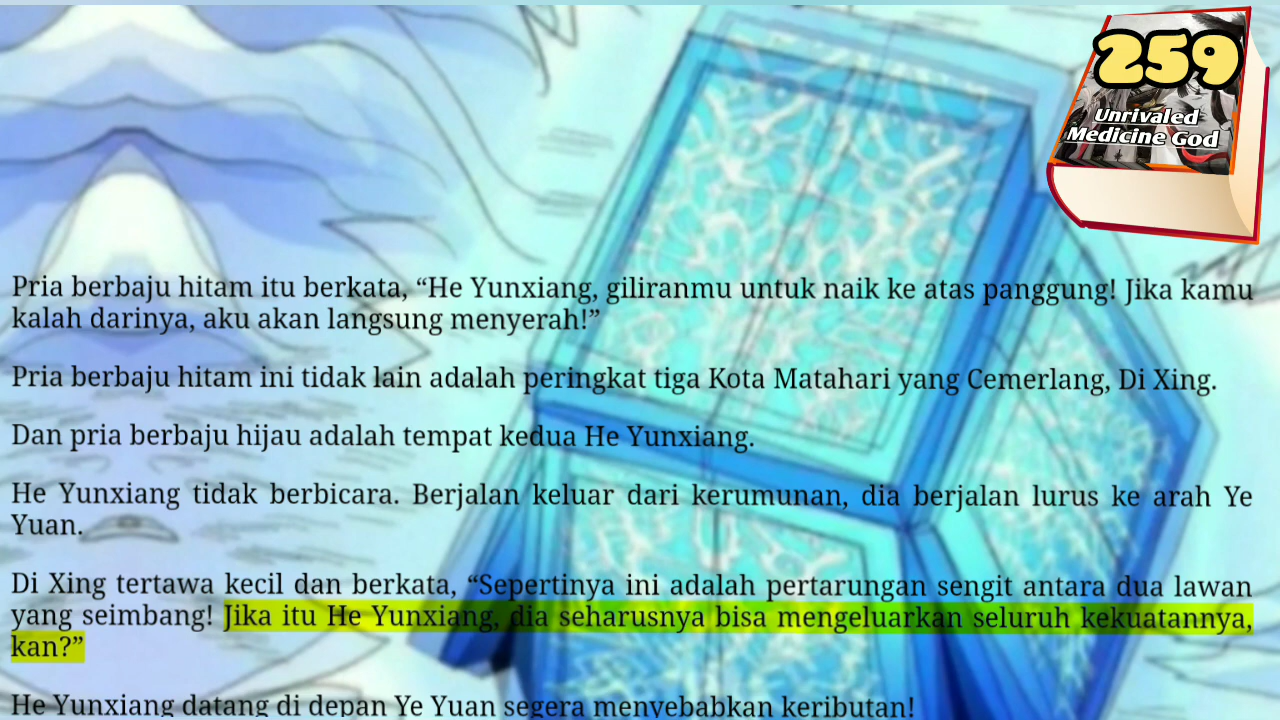 259
Unrivaled
Medicine God
Pria berbaju hitam itu berkata, “He Yunxiang, giliranmu untuk naik ke atas panggung! Jika kamu
kalah darinya, aku akan langsung menyerah!”
Pria berbaju hitam ini tidak lain adalah peringkat tiga Kota Matahari yang Cemerlang, Di Xing.
Dan pria berbaju hijau adalah tempat kedua He Yunxiang.
He Yunxiang tidak berbicara. Berjalan keluar dari kerumunan, dia berjalan lurus ke arah Ye
Yuan.
Di Xing tertawa kecil dan berkata, “Sepertinya ini adalah pertarungan sengit antara dua lawan
yang seimbang! Jika itu He Yunxiang, dia seharusnya bisa mengeluarkan seluruh kekuatannya,
kan?”
He Yunxiang datang di depan Ye Yuan segera menyebabkan keributan!